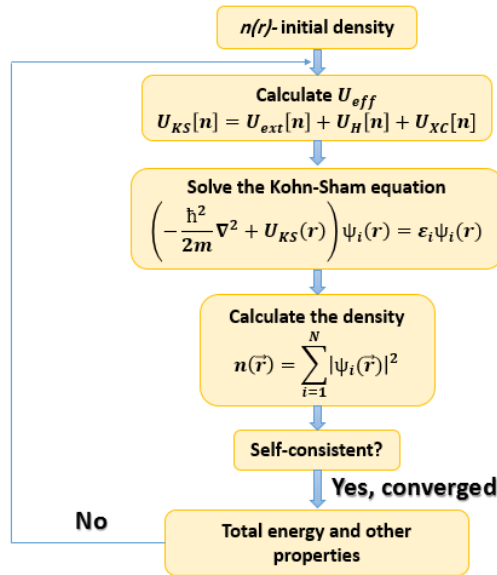 n(r)- initial density
Calculate U_eff
U_KS[n] = U_ext[n] + U_H[n] + U_XC[n]
Solve the Kohn-Sham equation
(-ħ²/2m ∇² + U_KS(r)) ψ_i(r) = ε_i ψ_i(r)
Calculate the density
n(r⃗) = ∑_{i=1}^{N} |ψ_i(r⃗)|²
Self-consistent?
Yes, converged
No
Total energy and other
properties